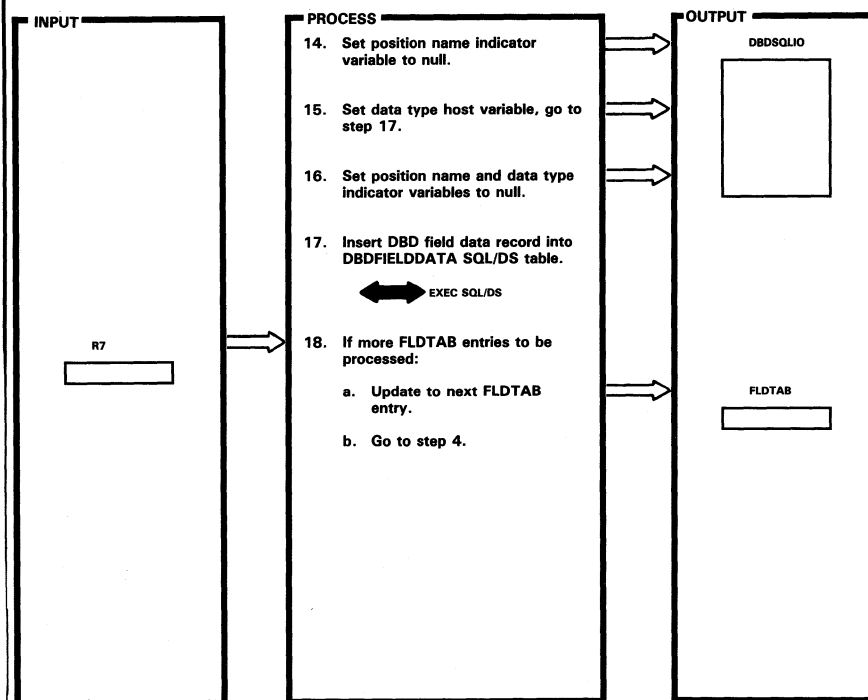 INPUT
R7
PROCESS
14. Set position name indicator
variable to null.
15. Set data type host variable, go to
step 17.
16. Set position name and data type
indicator variables to null.
17. Insert DBD field data record into
DBDFIELDDATA SQL/DS table.
EXEC SQL/DS
18. If more FLDTAB entries to be
processed:
a. Update to next FLDTAB
entry.
b. Go to step 4.
OUTPUT
DBDSQLIO
FLDTAB